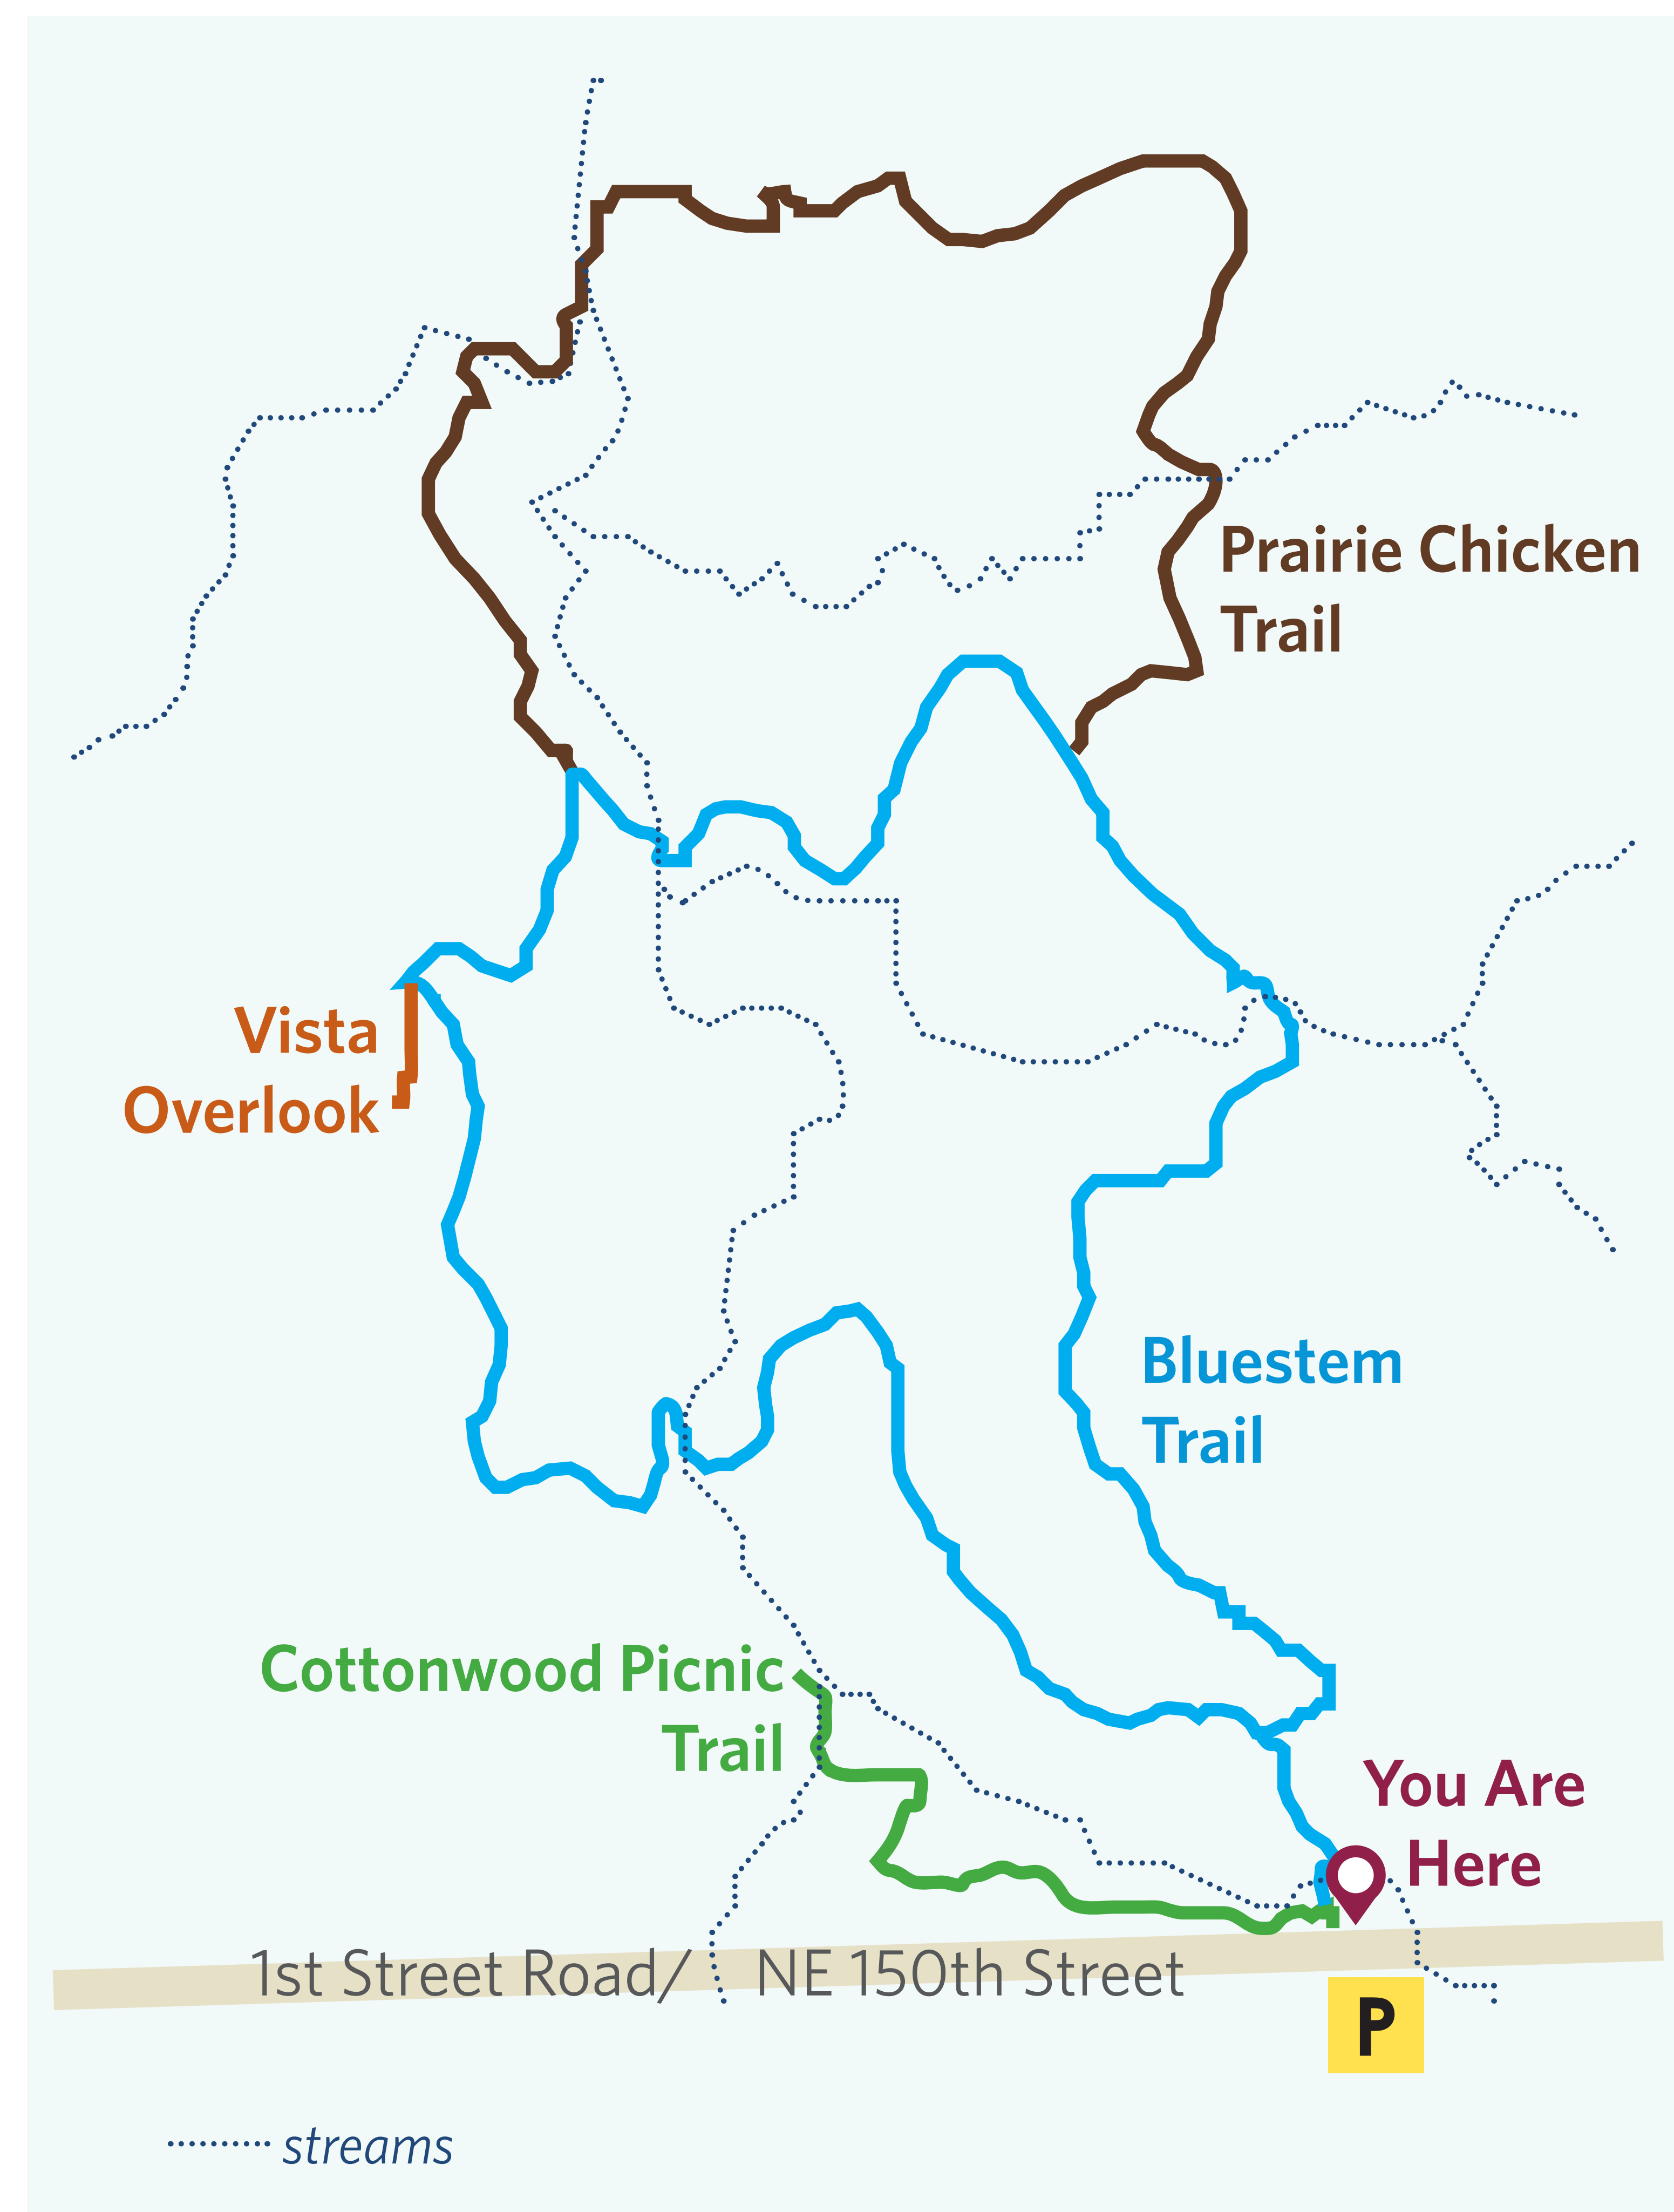 Prairie Chicken
Trail
Vista
Overlook
Bluestem
Trail
Cottonwood Picnic
Trail
You Are
Here
1st Street Road/ NE 150th Street
P
streams